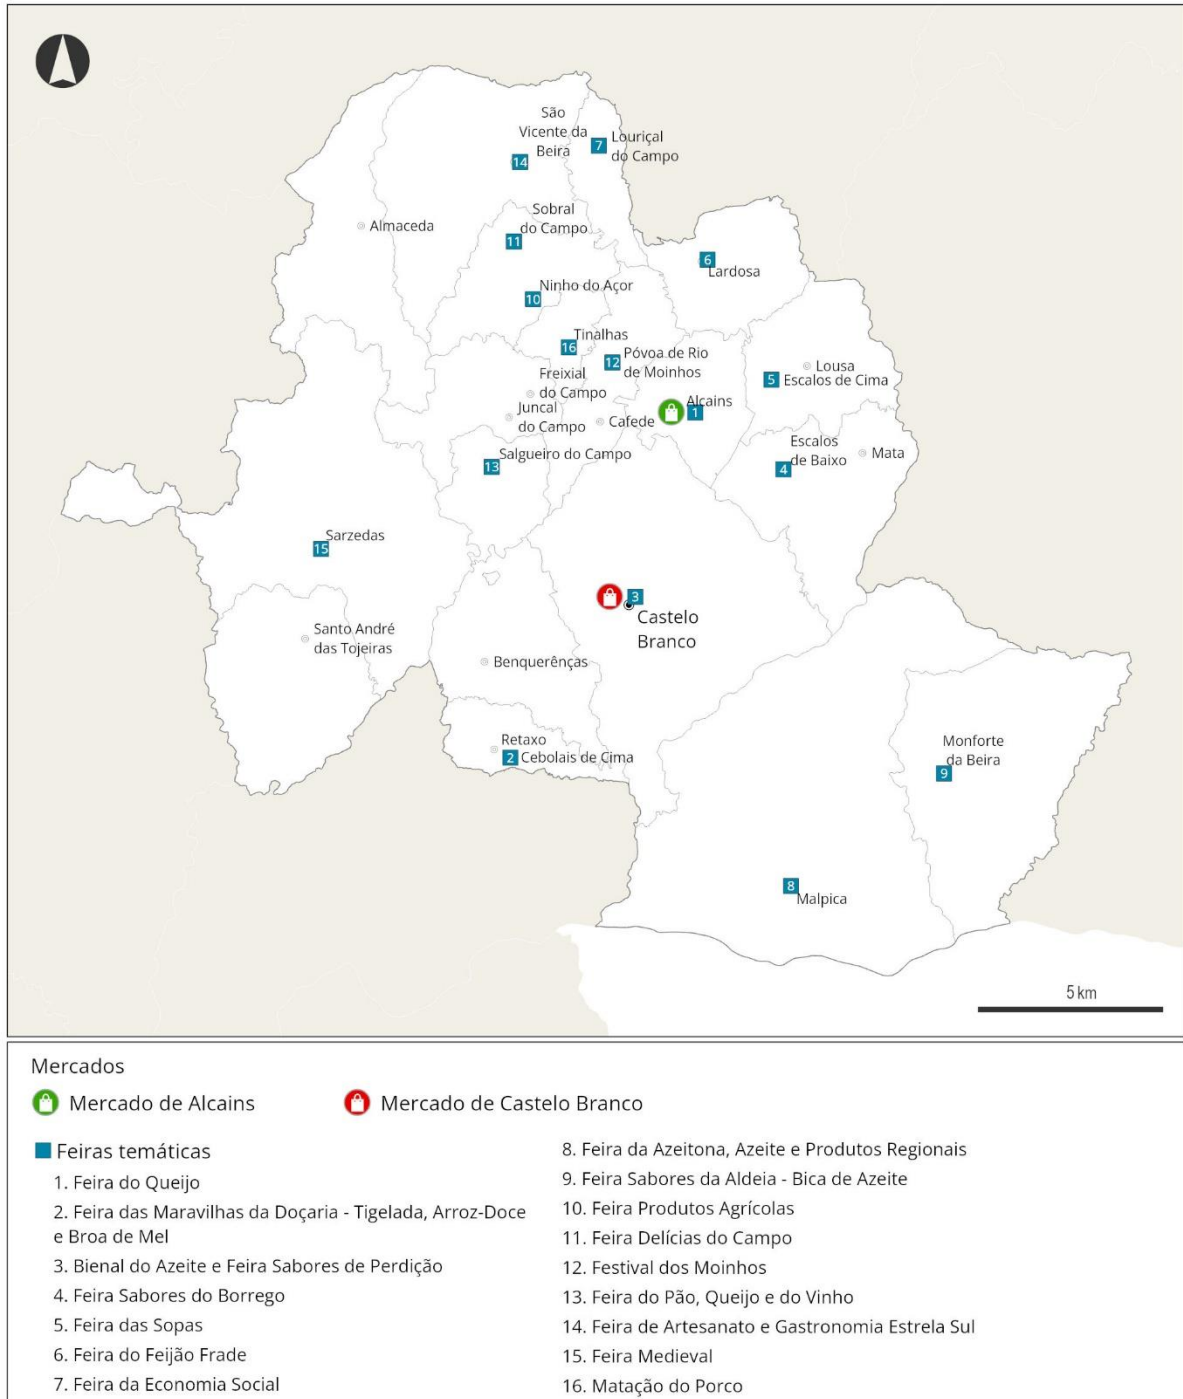 São
Vicente da
Beira
14
7
Louriçal
do Campo
Almaceda
Sobral
do Campo
11
6
Lardosa
Ninho do Açor
10
Tinalhas
16
12
Póvoa de Rio
de Moinhos
Lousa
5
Escalos de Cima
Freixial
do Campo
Juncal
do Campo
Cafede
Alcains
1
Salgueiro do Campo
13
Escalos
de Baixo
4
Mata
Sarzedas
15
3
Castelo
Branco
Santo André
das Tojeiras
Benquerênças
Retaxo
2
Cebolais de Cima
Monforte
da Beira
9
8
Malpica
5 km
Mercados
Mercado de Alcains
Mercado de Castelo Branco
Feiras temáticas
1. Feira do Queijo
2. Feira das Maravilhas da Doçaria - Tigelada, Arroz-Doce
e Broa de Mel
3. Bienal do Azeite e Feira Sabores de Perdição
4. Feira Sabores do Borrego
5. Feira das Sopas
6. Feira do Feijão Frade
7. Feira da Economia Social
8. Feira da Azeitona, Azeite e Produtos Regionais
9. Feira Sabores da Aldeia - Bica de Azeite
10. Feira Produtos Agrícolas
11. Feira Delícias do Campo
12. Festival dos Moinhos
13. Feira do Pão, Queijo e do Vinho
14. Feira de Artesanato e Gastronomia Estrela Sul
15. Feira Medieval
16. Matação do Porco